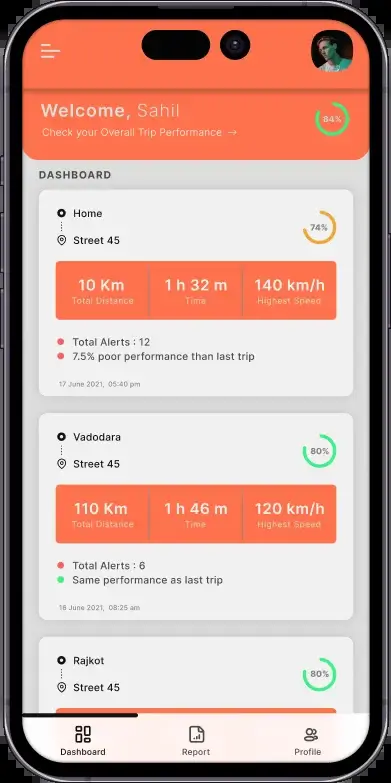 Welcome, Sahil
Check your Overall Trip Performance →
84%
DASHBOARD
Home
Street 45
74%
10 Km
Total Distance
1 h 32 m
Time
140 km/h
Highest Speed
Total Alerts : 12
7.5% poor performance than last trip
17 June 2021, 05:40 pm
Vadodara
Street 45
80%
110 Km
Total Distance
1 h 46 m
Time
120 km/h
Highest Speed
Total Alerts : 6
Same performance as last trip
16 June 2021, 08:25 am
Rajkot
Street 45
80%
Dashboard
Report
Profile